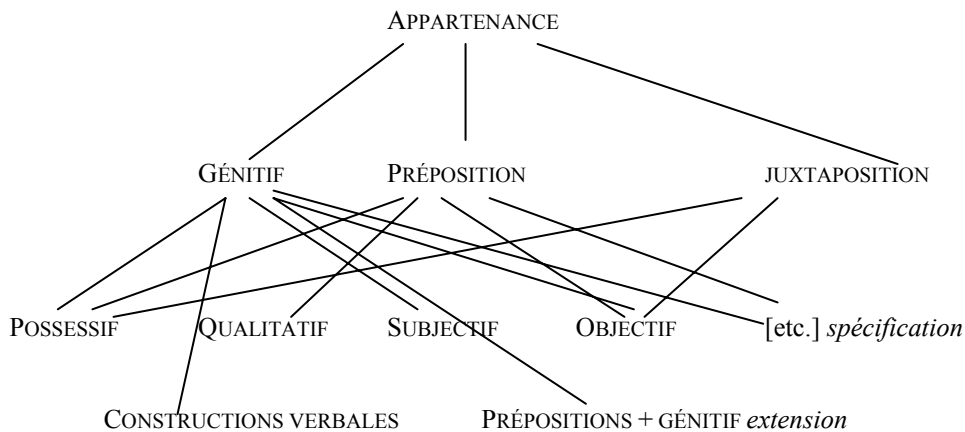 APPARTENANCE
GÉNITIF PRÉPOSITION JUXTAPOSITION
POSSESSIF QUALITATIF SUBJECTIF OBJECTIF [etc.] spécification
CONSTRUCTIONS VERBALES PRÉPOSITIONS + GÉNITIF extension